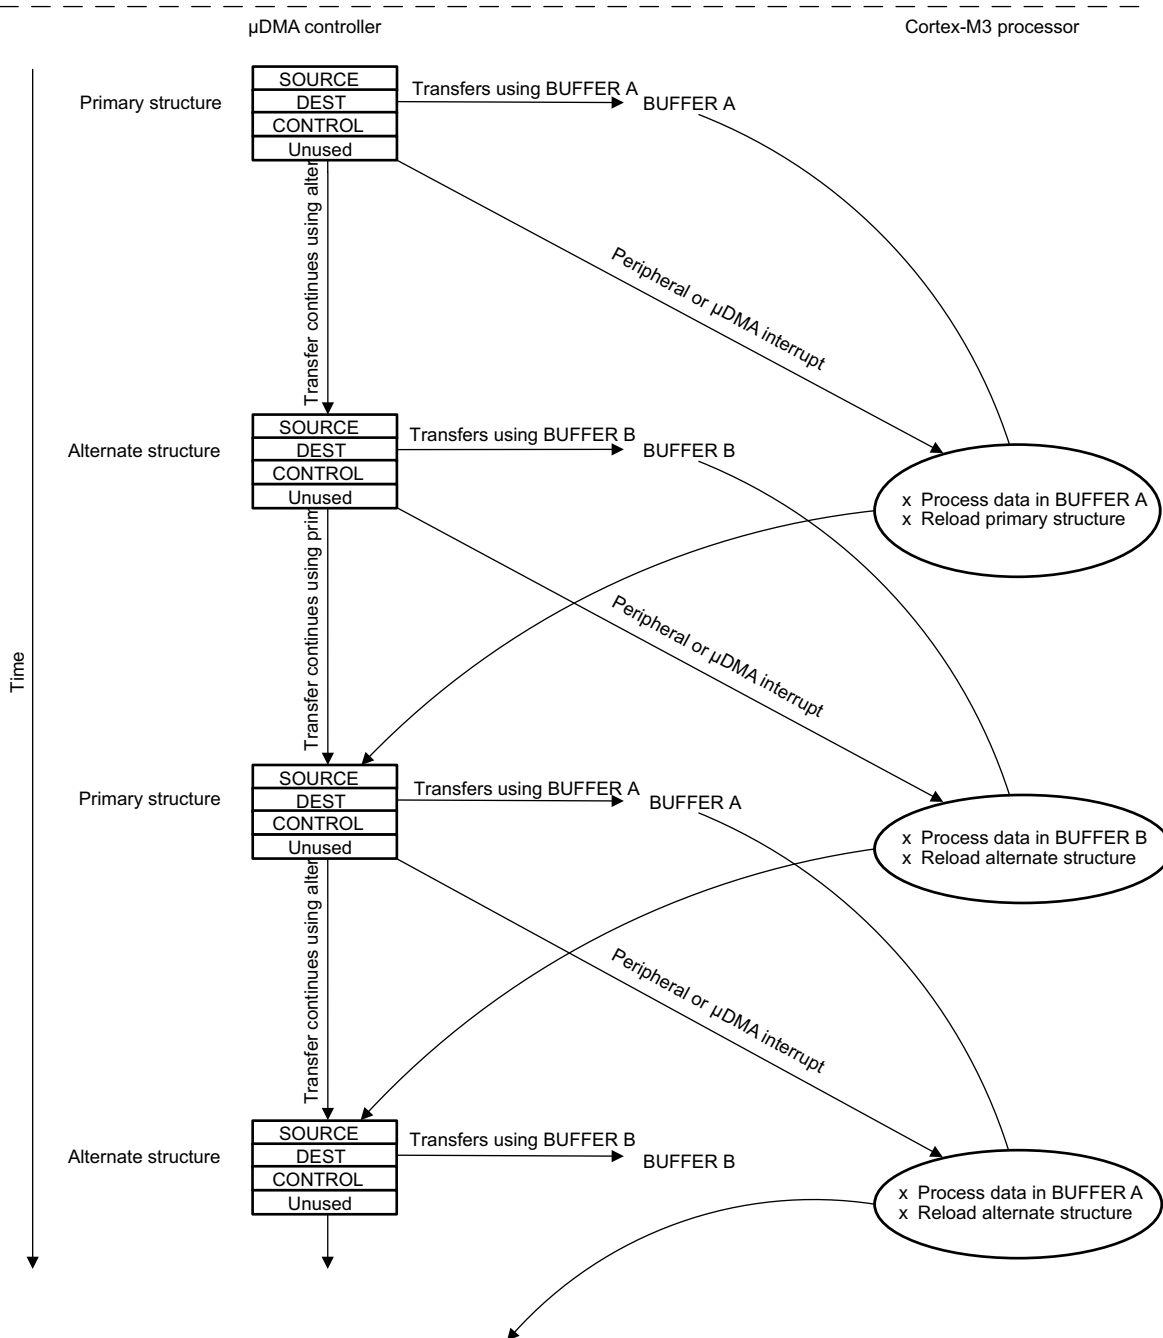 µDMA controller
Cortex-M3 processor
SOURCE
Transfers using BUFFER A
Primary structure
DEST
BUFFER A
CONTROL
Unused
Transfer continues using alter
Peripheral or µDMA interrupt
SOURCE
Transfers using BUFFER B
Alternate structure
DEST
BUFFER B
CONTROL
Unused
x Process data in BUFFER A
x Reload primary structure
Transfer continues using prim
Peripheral or µDMA interrupt
Time
SOURCE
Transfers using BUFFER A
Primary structure
DEST
BUFFER A
CONTROL
Unused
x Process data in BUFFER B
x Reload alternate structure
Transfer continues using alter
Peripheral or µDMA interrupt
SOURCE
Transfers using BUFFER B
Alternate structure
DEST
BUFFER B
CONTROL
Unused
x Process data in BUFFER A
x Reload alternate structure